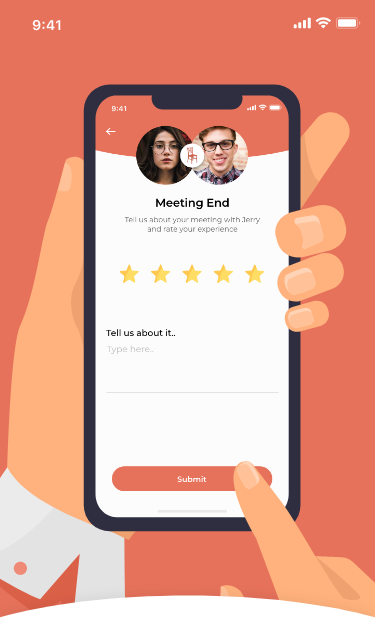 9:41
9:41
Meeting End
Tell us about your meeting with Jerry
and rate your experience
Tell us about it..
Type here..
Submit